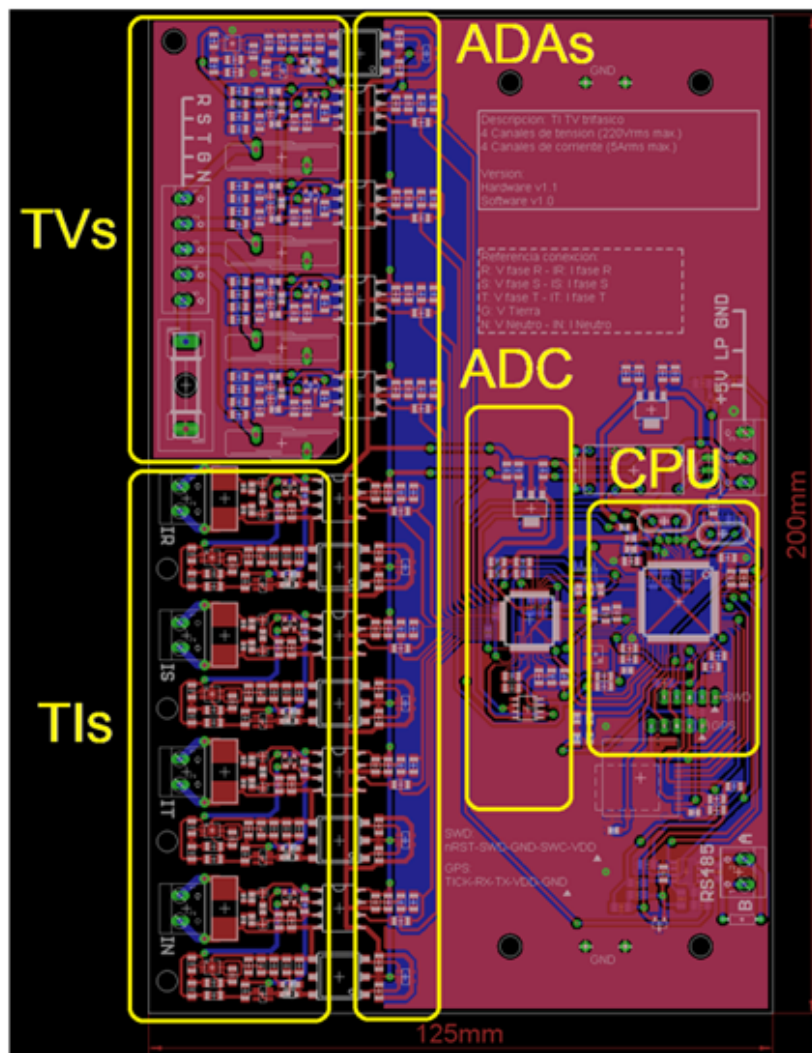 ADAs
GND
Descripcion: TI TV trifasico
4 Canales de tension (220Vrms max.)
4 Canales de corriente (5Arms max.)
Version:
Hardware v1.1
Software v1.0
R S T G N
TVs
Referencia conexcion:
R: V fase R - IR: I fase R
S: V fase S - IS: I fase S
T: V fase T - IT: I fase T
G: V Tierra
N: V Neutro - IN: I Neutro
+5V LP GND
ADC
CPU
200mm
IR
IS
TIs
IT
IN
SWD
GPS
SWD:
nRST-SWD-GND-SWC-VDD
GPS:
TICK-RX-TX-VDD-GND
RS485
A
B
GND
125mm